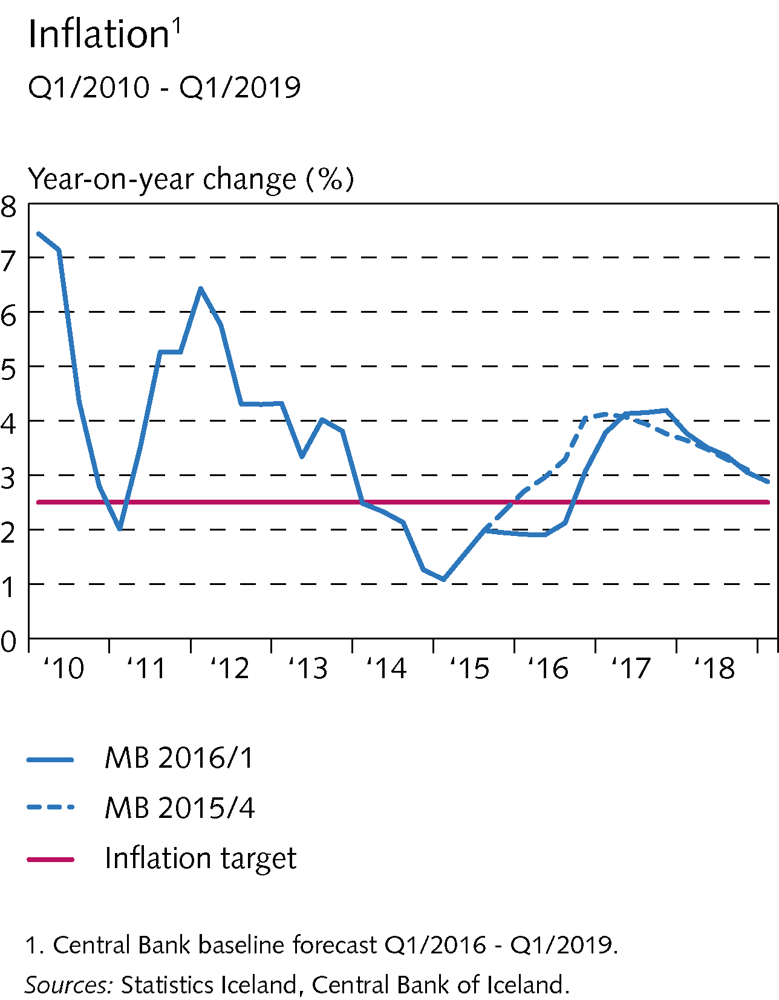 Inflation¹
Q1/2010 - Q1/2019
Year-on-year change (%)
8
7
6
5
4
3
2
1
0
‘10 ‘11 ‘12 ‘13 ‘14 ‘15 ‘16 ‘17 ‘18
MB 2016/1
MB 2015/4
Inflation target
1. Central Bank baseline forecast Q1/2016 - Q1/2019.
Sources: Statistics Iceland, Central Bank of Iceland.